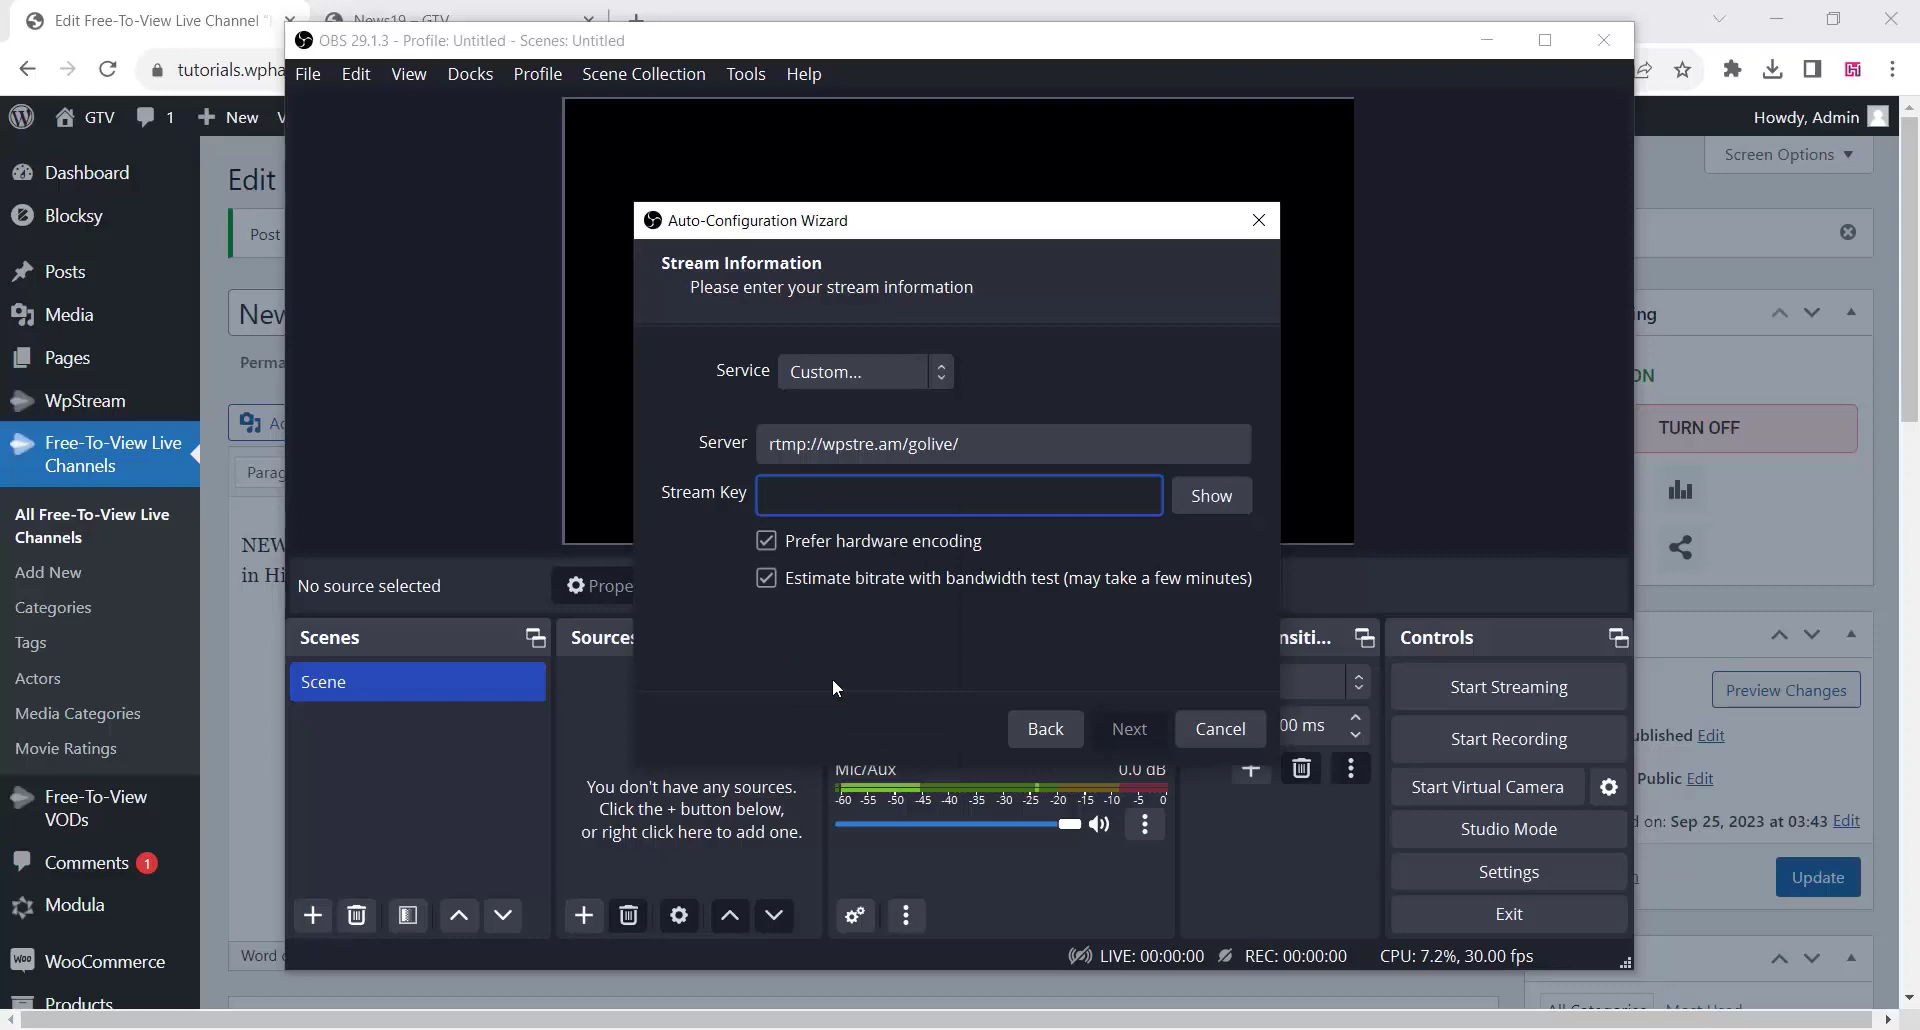 Edit Free-To-View Live Channel "
News19 – GTV
OBS 29.1.3 - Profile: Untitled - Scenes: Untitled
tutorials.wpha
File Edit View Docks Profile Scene Collection Tools Help
GTV 1 New
Howdy, Admin
Screen Options
Dashboard
Blocksy
Posts
Media
Pages
WpStream
Free-To-View Live
Channels
All Free-To-View Live
Channels
Add New
Categories
Tags
Actors
Media Categories
Movie Ratings
Free-To-View
VODs
Comments 1
Modula
WooCommerce
Products
Edit
Post
New
Perma
Parag
NEW
in Hi
Word
Auto-Configuration Wizard
Stream Information
Please enter your stream information
Service Custom...
Server rtmp://wpstre.am/golive/
Stream Key Show
Prefer hardware encoding
Estimate bitrate with bandwidth test (may take a few minutes)
Back Next Cancel
No source selected
Prope
Scenes
Scene
Sources
You don't have any sources.
Click the + button below,
or right click here to add one.
Mic/Aux 0.0 dB
-60 -55 -50 -45 -40 -35 -30 -25 -20 -15 -10 -5 0
nsiti...
00 ms
Controls
Start Streaming
Start Recording
Start Virtual Camera
Studio Mode
Settings
Exit
LIVE: 00:00:00 REC: 00:00:00 CPU: 7.2%, 30.00 fps
ing
ON
TURN OFF
Preview Changes
ublished Edit
Public Edit
d on: Sep 25, 2023 at 03:43 Edit
Update